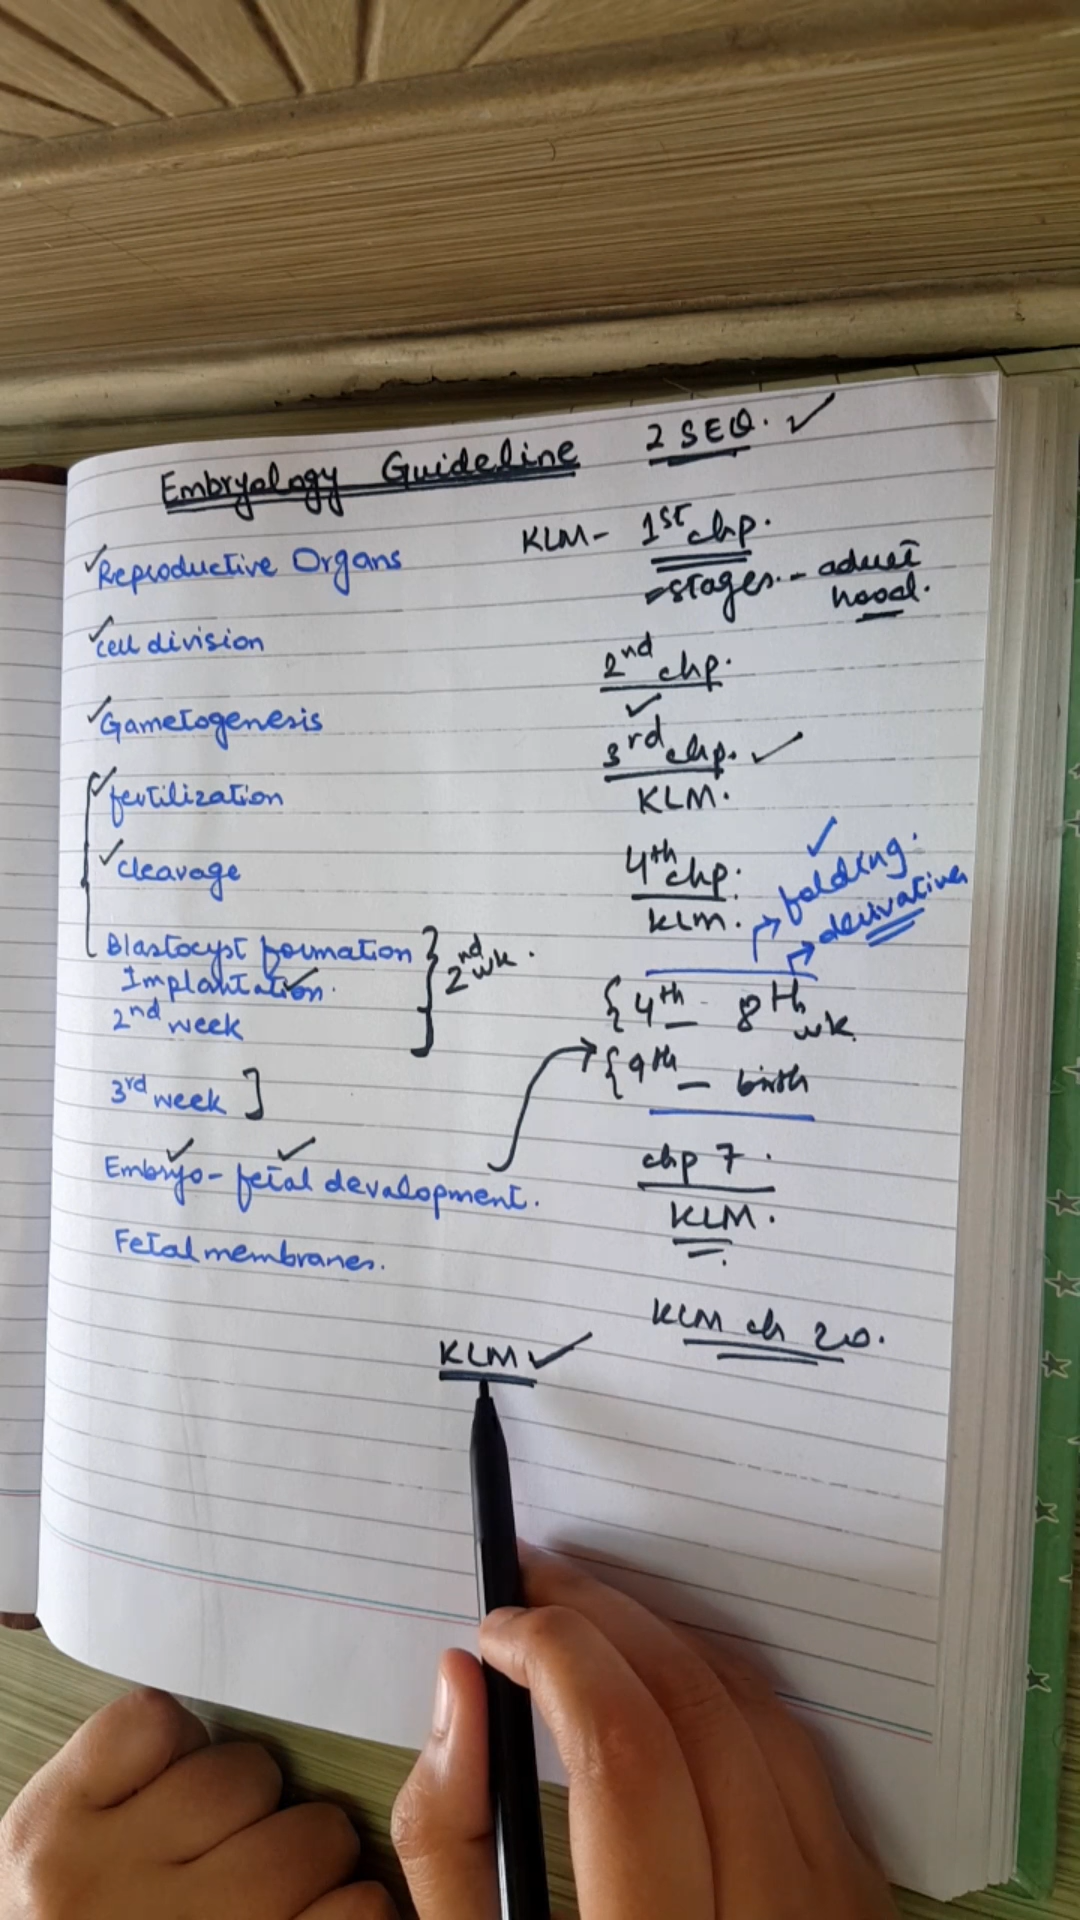 Embryology Guideline
2 SEQ.
Reproductive Organs
KLM- 1st chp.
stages. - adult
hood.
cell division
2nd chp.
Gametogenesis
3rd chp.
KLM.
fertilization
cleavage
4th chp.
KLM.
folding.
derivatives
Blastocyst formation
Implantation.
2nd week
2nd wk.
4th - 8th wk.
9th - birth
3rd week
Embryo-fetal devalopment.
chp 7.
KLM.
Fetal membranes.
KLM ch 20.
KLM